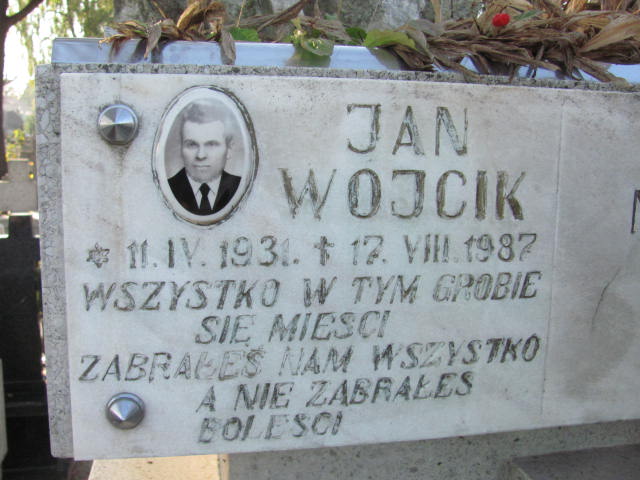 JAN
WOJCIK
* 11. IV. 1931. † 17. VIII. 1987
WSZYSTKO W TYM GROBIE
SIĘ MIEŚCI
ZABRAŁEŚ NAM WSZYSTKO
A NIE ZABRAŁEŚ
BOLEŚCI